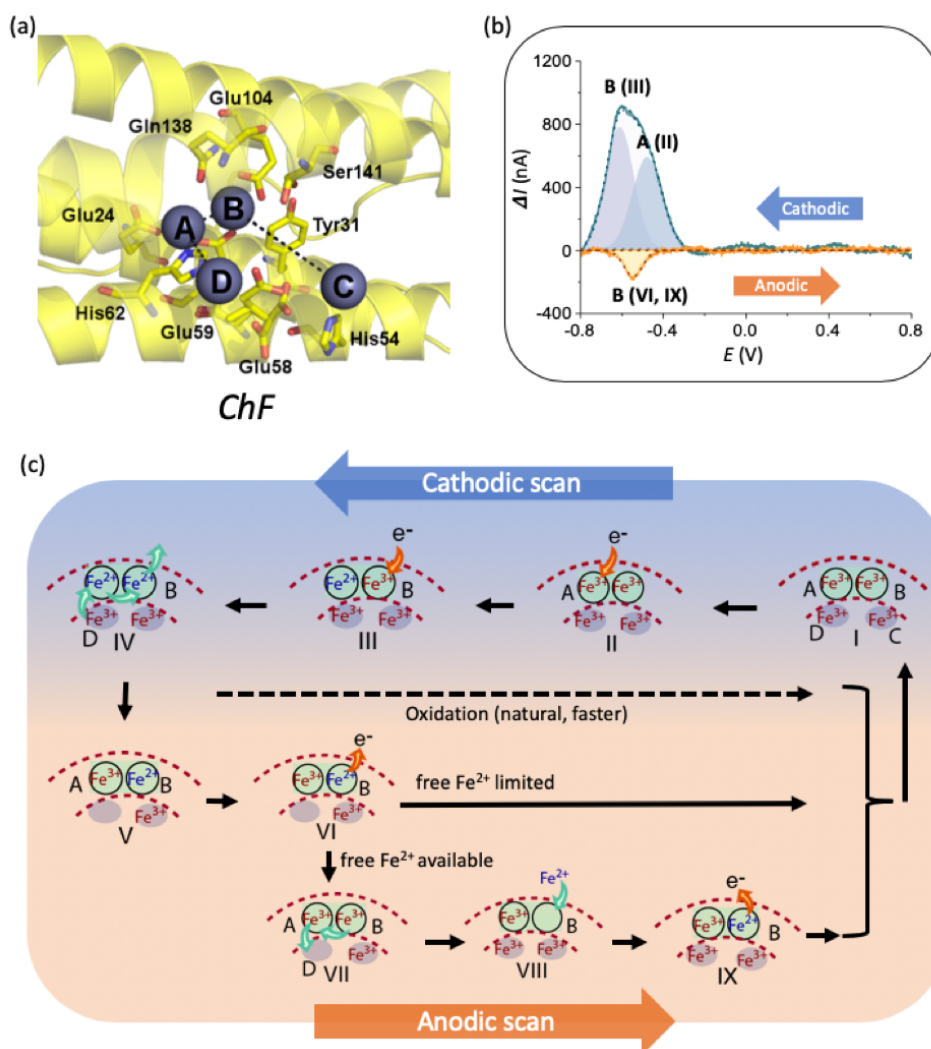 (a)
Glu104
Gln138
Ser141
Glu24
A
B
Tyr31
D
C
His62
Glu59
His54
Glu58
ChF
(b)
1200
800
400
0
-400
ΔI (nA)
B (III)
A (II)
Cathodic
Anodic
B (VI, IX)
-0.8 -0.4 0.0 0.4 0.8
E (V)
(c)
Cathodic scan
Fe²⁺ Fe²⁺ B
Fe³⁺ Fe³⁺
D IV
e⁻
Fe²⁺ Fe³⁺ B
Fe³⁺ Fe³⁺
III
e⁻
A Fe³⁺ Fe³⁺
Fe³⁺ Fe³⁺
II
A Fe³⁺ Fe³⁺ B
Fe³⁺ Fe³⁺
D I C
Oxidation (natural, faster)
A Fe³⁺ Fe²⁺ B
Fe³⁺
V
e⁻
Fe³⁺ Fe²⁺ B
Fe³⁺
VI
free Fe²⁺ limited
free Fe²⁺ available
A Fe³⁺ Fe³⁺ B
D Fe³⁺
VII
Fe²⁺
Fe³⁺ B
Fe³⁺ Fe³⁺
VIII
e⁻
Fe³⁺ Fe²⁺ B
Fe³⁺ Fe³⁺
IX
Anodic scan